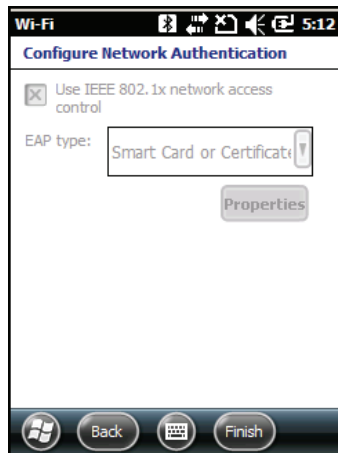 Wi-Fi 5:12
Configure Network Authentication
Use IEEE 802.1x network access
control
EAP type:
Smart Card or Certificate
Properties
Back Finish